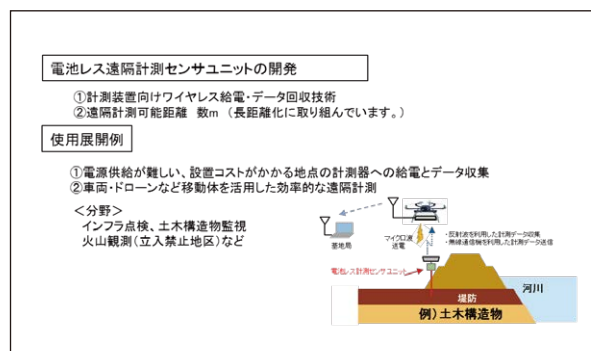 電池レス遠隔計測センサユニットの開発
①計測装置向けワイヤレス給電・データ回収技術
②遠隔計測可能距離 数m (長距離化に取り組んでいます。)
使用展開例
①電源供給が難しい、設置コストがかかる地点の計測器への給電とデータ収集
②車両・ドローンなど移動体を活用した効率的な遠隔計測
<分野>
インフラ点検、土木構造物監視
火山観測(立入禁止地区)など
基地局
マイクロ波
送電
・反射波を利用した計測データ収集
・無線通信機を利用した計測データ送信
電池レス計測センサユニット
河川
堤防
例)土木構造物